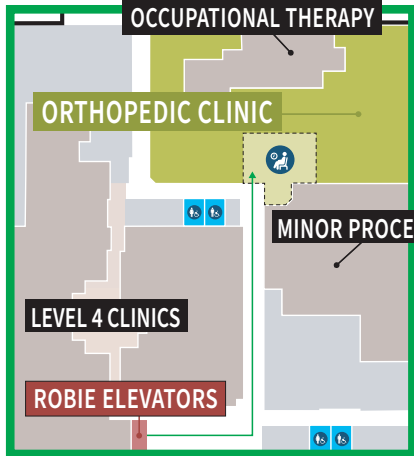 OCCUPATIONAL THERAPY
ORTHOPEDIC CLINIC
MINOR PROCE
LEVEL 4 CLINICS
ROBIE ELEVATORS